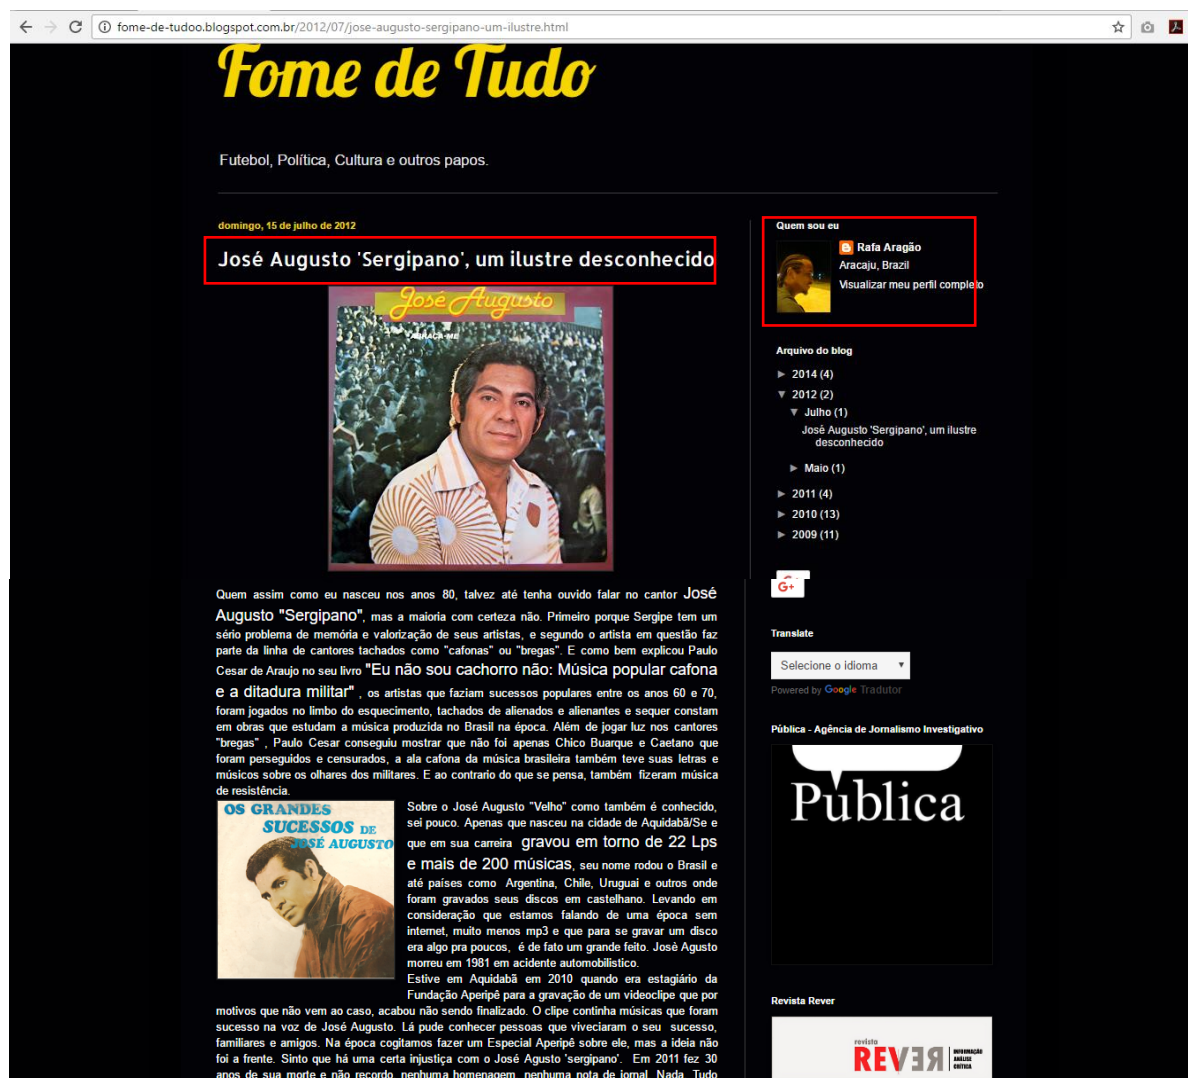 fome-de-tudoo.blogspot.com.br/2012/07/jose-augusto-sergipano-um-ilustre.html
Fome de Tudo
Futebol, Política, Cultura e outros papos.
domingo, 15 de julho de 2012
José Augusto 'Sergipano', um ilustre desconhecido
José Augusto
ABRAÇA-ME
Quem assim como eu nasceu nos anos 80, talvez até tenha ouvido falar no cantor José
Augusto "Sergipano", mas a maioria com certeza não. Primeiro porque Sergipe tem um
sério problema de memória e valorização de seus artistas, e segundo o artista em questão faz
parte da linha de cantores tachados como "cafonas" ou "bregas". E como bem explicou Paulo
Cesar de Araujo no seu livro "Eu não sou cachorro não: Música popular cafona
e a ditadura militar" , os artistas que faziam sucessos populares entre os anos 60 e 70,
foram jogados no limbo do esquecimento, tachados de alienados e alienantes e sequer constam
em obras que estudam a música produzida no Brasil na época. Além de jogar luz nos cantores
"bregas" , Paulo Cesar conseguiu mostrar que não foi apenas Chico Buarque e Caetano que
foram perseguidos e censurados, a ala cafona da música brasileira também teve suas letras e
músicos sobre os olhares dos militares. E ao contrario do que se pensa, também fizeram música
de resistência.
OS GRANDES
SUCESSOS DE
JOSÉ AUGUSTO
Sobre o José Augusto "Velho" como também é conhecido,
sei pouco. Apenas que nasceu na cidade de Aquidabã/Se e
que em sua carreira gravou em torno de 22 Lps
e mais de 200 músicas, seu nome rodou o Brasil e
até países como Argentina, Chile, Uruguai e outros onde
foram gravados seus discos em castelhano. Levando em
consideração que estamos falando de uma época sem
internet, muito menos mp3 e que para se gravar um disco
era algo pra poucos, é de fato um grande feito. Josè Agusto
morreu em 1981 em acidente automobilistico.
Estive em Aquidabã em 2010 quando era estagiário da
Fundação Aperipê para a gravação de um videoclipe que por
motivos que não vem ao caso, acabou não sendo finalizado. O clipe continha músicas que foram
sucesso na voz de José Augusto. Lá pude conhecer pessoas que viveciaram o seu sucesso,
familiares e amigos. Na época cogitamos fazer um Especial Aperipê sobre ele, mas a ideia não
foi a frente. Sinto que há uma certa injustiça com o José Agusto 'sergipano'. Em 2011 fez 30
anos de sua morte e não recordo, nenhuma homenagem, nenhuma nota de jornal. Nada. Tudo
Quem sou eu
Rafa Aragão
Aracaju, Brazil
Visualizar meu perfil completo
Arquivo do blog
► 2014 (4)
▼ 2012 (2)
▼ Julho (1)
José Augusto 'Sergipano', um ilustre
desconhecido
► Maio (1)
► 2011 (4)
► 2010 (13)
► 2009 (11)
G+
Translate
Selecione o idioma ▼
Powered by Google Tradutor
Pública - Agência de Jornalismo Investigativo
Pública
Revista Rever
revista
REVER
INFORMAÇÃO
ANÁLISE
CRÍTICA